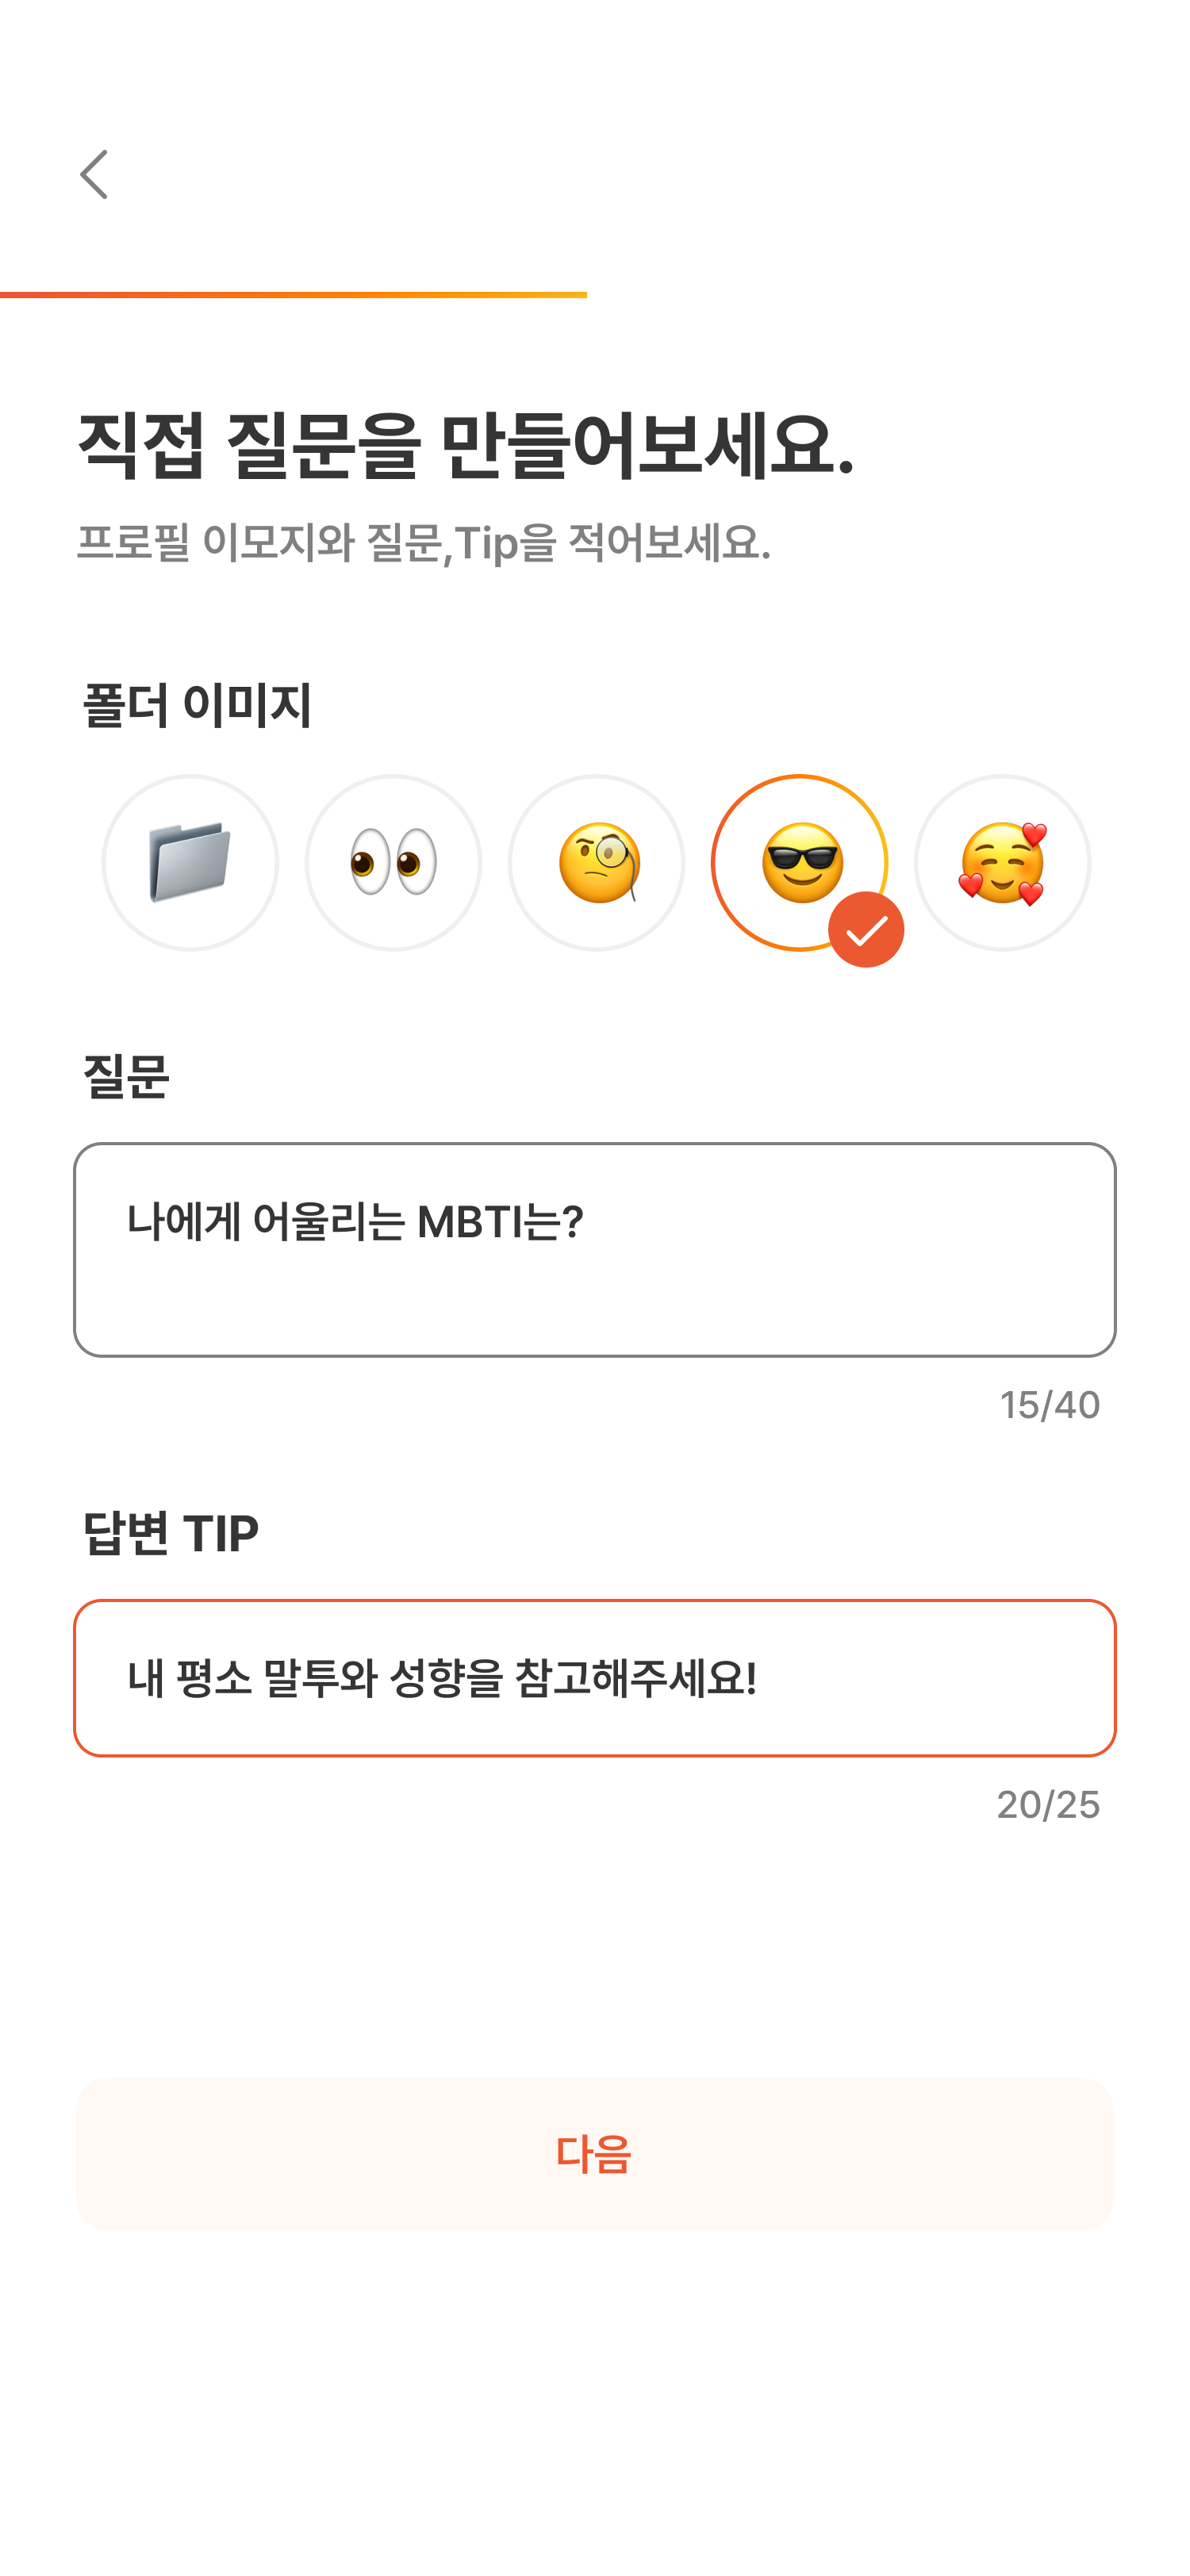 직접 질문을 만들어보세요.
프로필 이모지와 질문,Tip을 적어보세요.
폴더 이미지
질문
나에게 어울리는 MBTI는?
15/40
답변 TIP
내 평소 말투와 성향을 참고해주세요!
20/25
다음